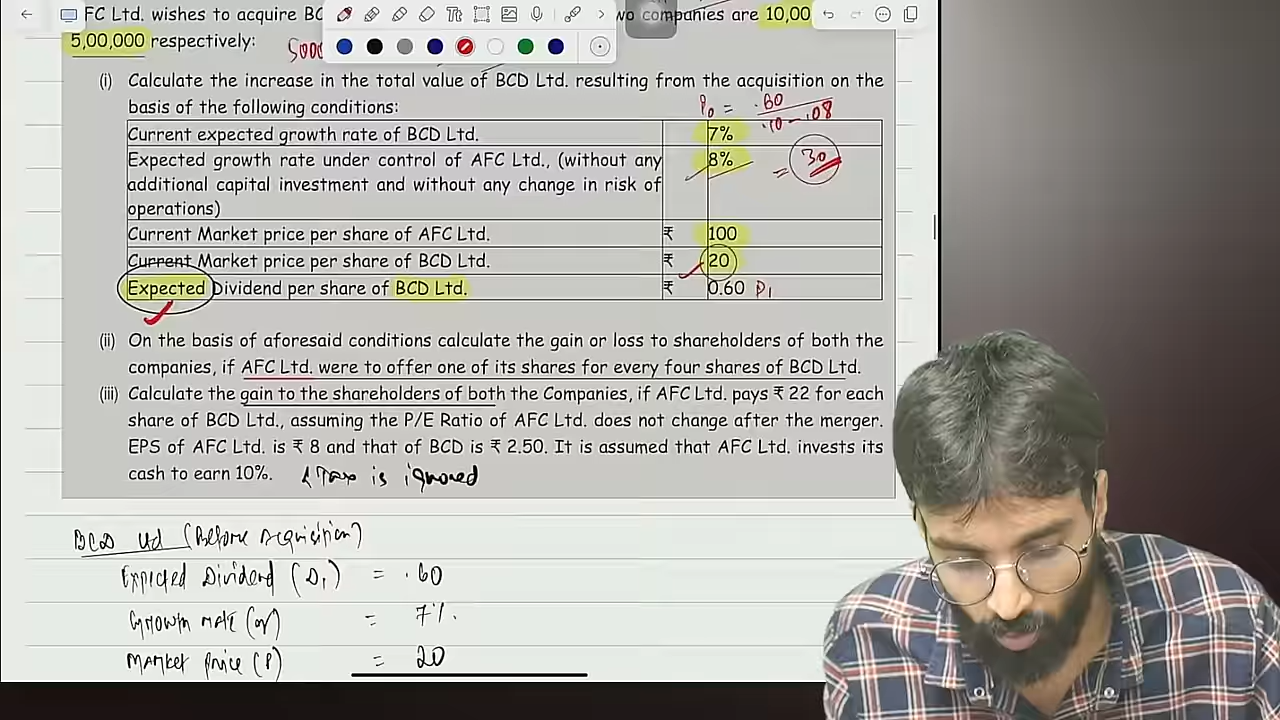 FC Ltd. wishes to acquire BC
wo companies are 10,00
5,00,000 respectively:
(i) Calculate the increase in the total value of BCD Ltd. resulting from the acquisition on the
basis of the following conditions:
P₀ = .60
.10 - .08
= 30
Current expected growth rate of BCD Ltd. 7%
Expected growth rate under control of AFC Ltd., (without any 8%
additional capital investment and without any change in risk of
operations)
Current Market price per share of AFC Ltd. ₹ 100
Current Market price per share of BCD Ltd. ₹ 20
Expected Dividend per share of BCD Ltd. ₹ 0.60 D₁
(ii) On the basis of aforesaid conditions calculate the gain or loss to shareholders of both the
companies, if AFC Ltd. were to offer one of its shares for every four shares of BCD Ltd.
(iii) Calculate the gain to the shareholders of both the Companies, if AFC Ltd. pays ₹ 22 for each
share of BCD Ltd., assuming the P/E Ratio of AFC Ltd. does not change after the merger.
EPS of AFC Ltd. is ₹ 8 and that of BCD is ₹ 2.50. It is assumed that AFC Ltd. invests its
cash to earn 10%. & Tax is ignored
BCD Ltd (Before Acquisition)
Expected Dividend (D₁) = .60
Growth rate (g) = 7%.
Market Price (P) = 20